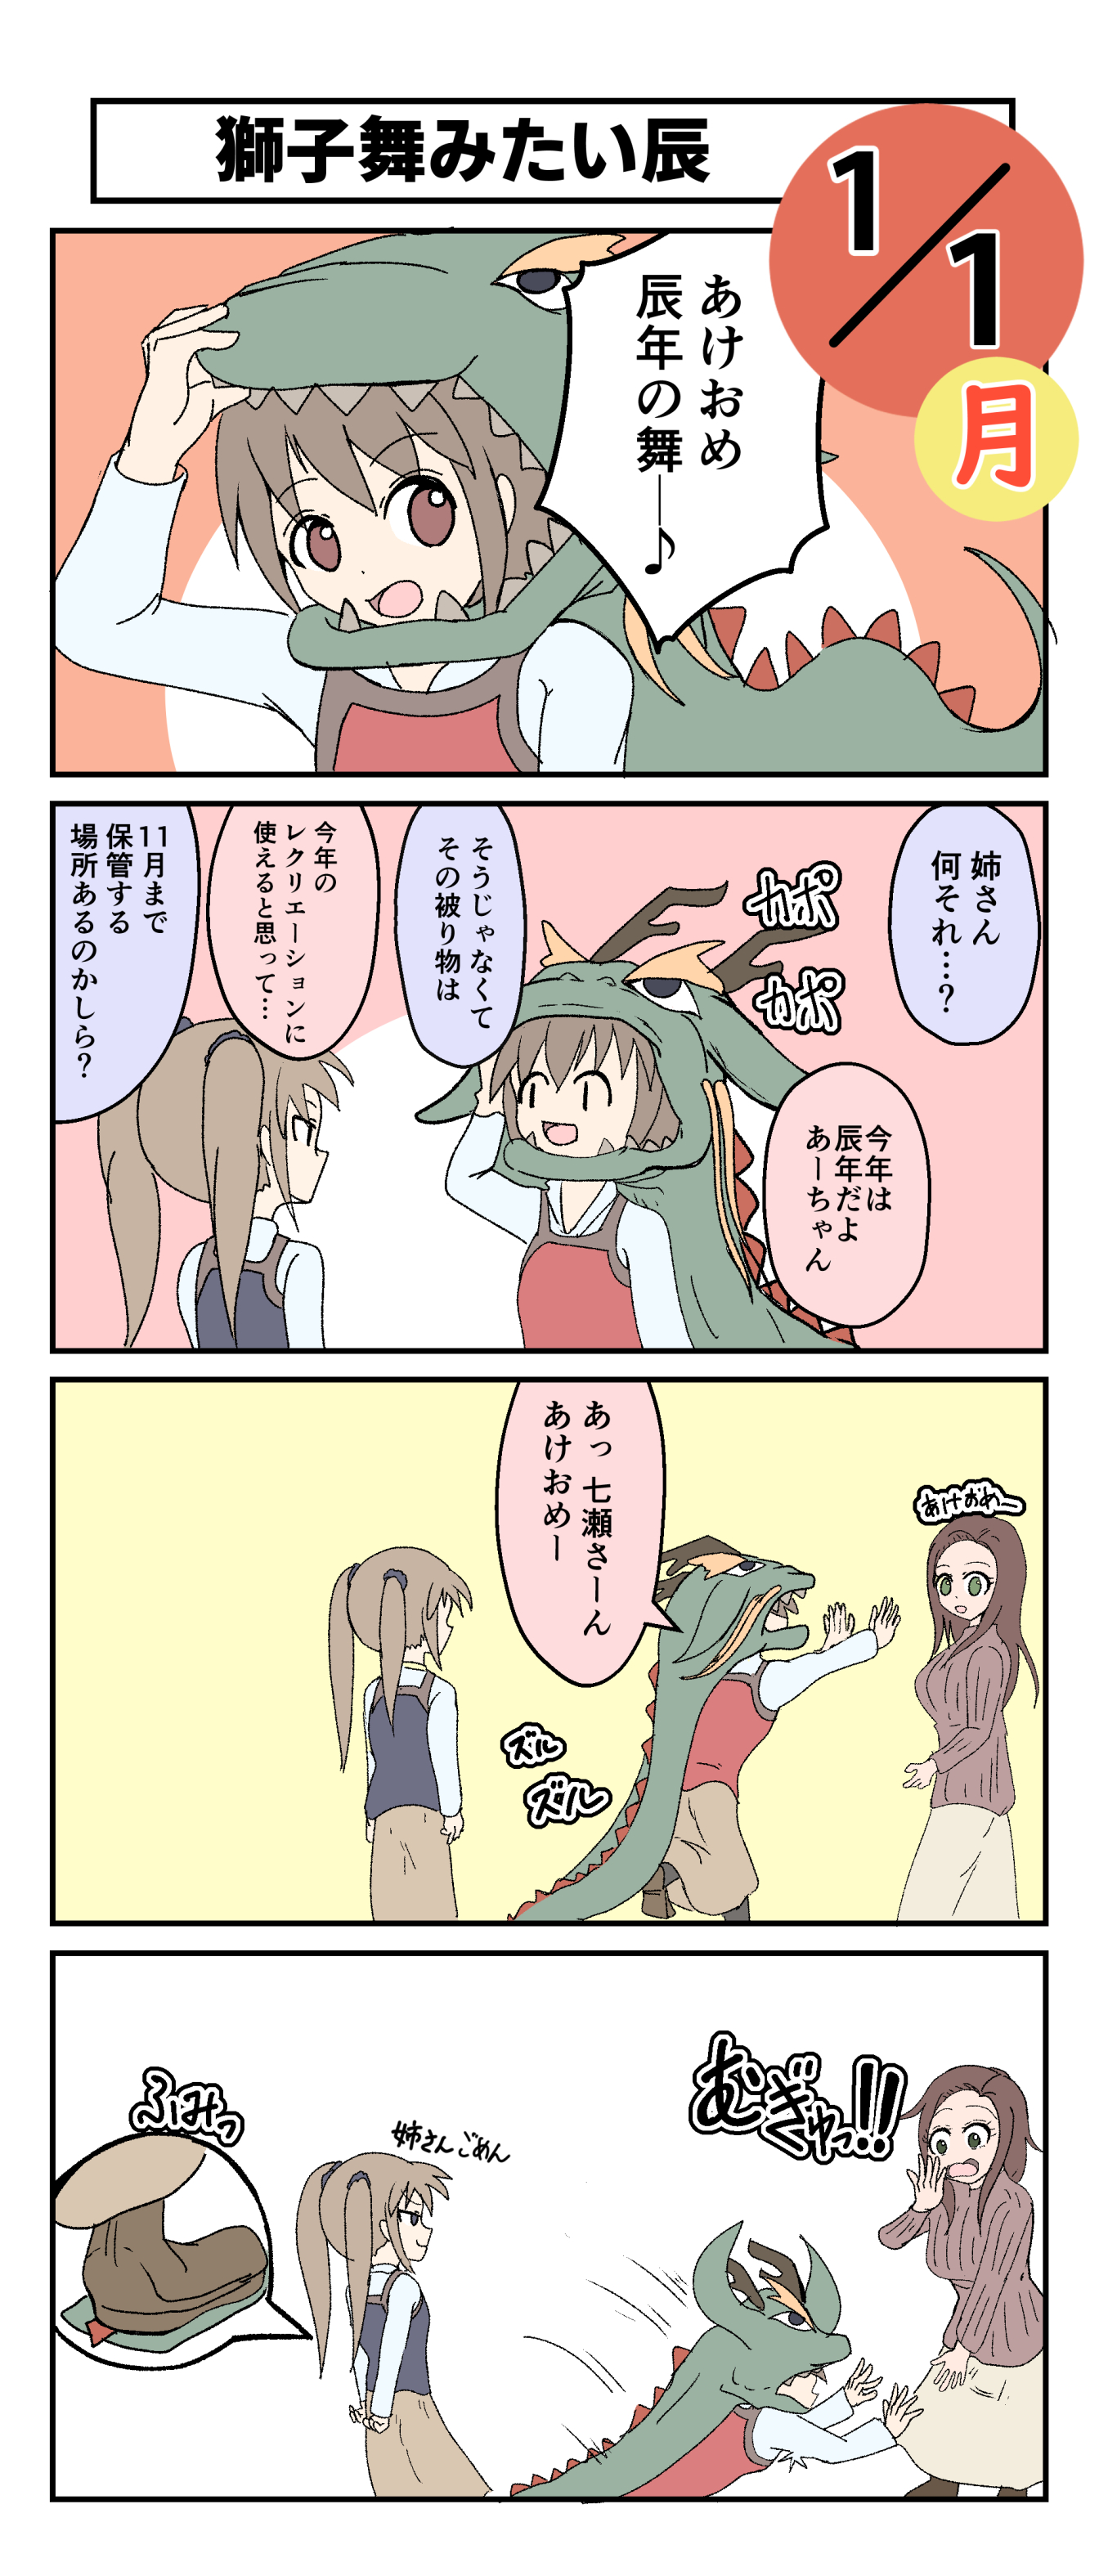 獅子舞みたい辰
1/1
月
あけおめ
辰年の舞―♪
姉さん
何それ…?
カポ
カポ
今年は
辰年だよ
あーちゃん
そうじゃなくて
その被り物は
今年の
レクリエーションに
使えると思って…
11月まで
保管する
場所あるのかしら?
あけおめー
あっ 七瀬さーん
あけおめー
ズル
ズル
むぎゅっ!!
姉さんごめん
ふみっ